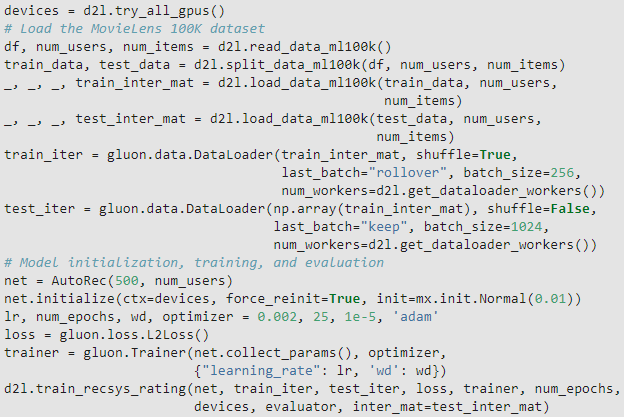 devices = d2l.try_all_gpus()
# Load the MovieLens 100K dataset
df, num_users, num_items = d2l.read_data_ml100k()
train_data, test_data = d2l.split_data_ml100k(df, num_users, num_items)
_, _, _, train_inter_mat = d2l.load_data_ml100k(train_data, num_users,
                                                num_items)
_, _, _, test_inter_mat = d2l.load_data_ml100k(test_data, num_users,
                                               num_items)
train_iter = gluon.data.DataLoader(train_inter_mat, shuffle=True,
                                   last_batch="rollover", batch_size=256,
                                   num_workers=d2l.get_dataloader_workers())
test_iter = gluon.data.DataLoader(np.array(train_inter_mat), shuffle=False,
                                  last_batch="keep", batch_size=1024,
                                  num_workers=d2l.get_dataloader_workers())
# Model initialization, training, and evaluation
net = AutoRec(500, num_users)
net.initialize(ctx=devices, force_reinit=True, init=mx.init.Normal(0.01))
lr, num_epochs, wd, optimizer = 0.002, 25, 1e-5, 'adam'
loss = gluon.loss.L2Loss()
trainer = gluon.Trainer(net.collect_params(), optimizer,
                        {"learning_rate": lr, 'wd': wd})
d2l.train_recsys_rating(net, train_iter, test_iter, loss, trainer, num_epochs,
                        devices, evaluator, inter_mat=test_inter_mat)